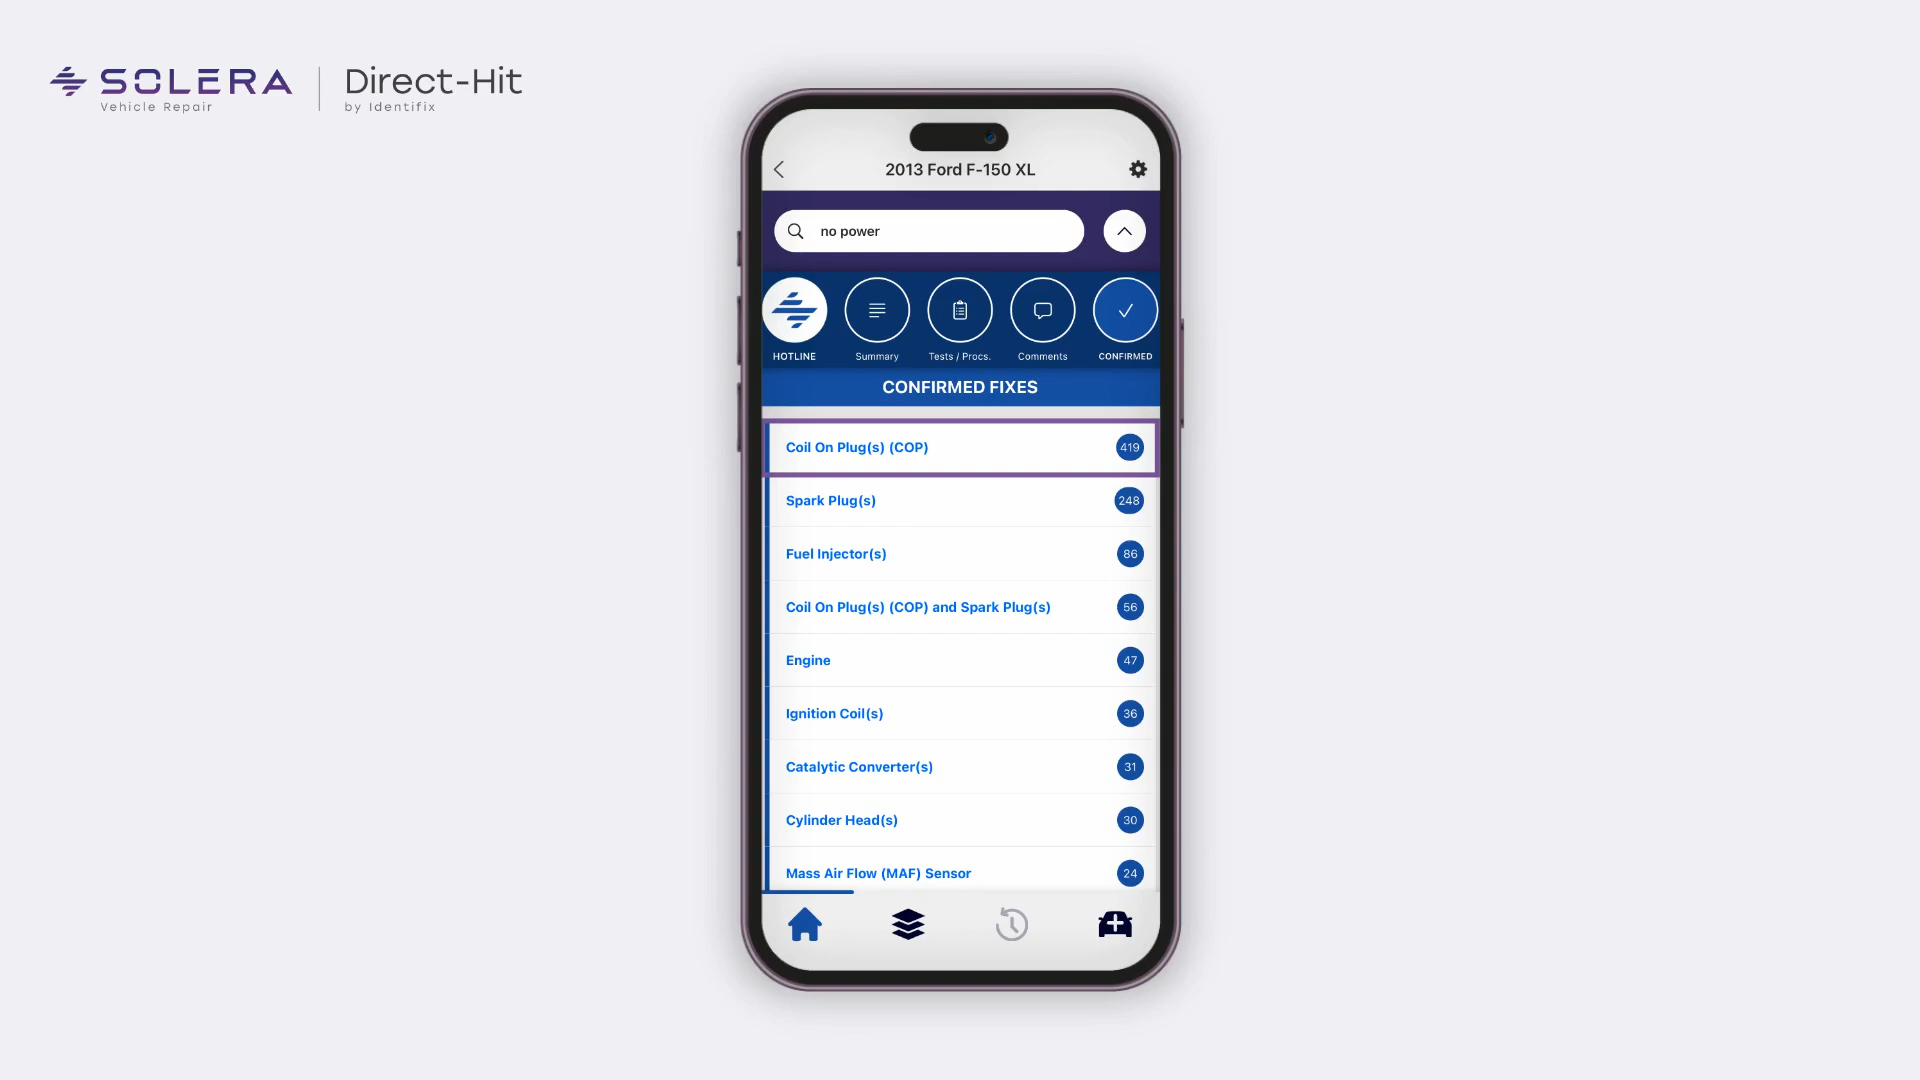 SOLERA
Vehicle Repair
Direct-Hit
by Identifix
2013 Ford F-150 XL
no power
HOTLINE
Summary
Tests / Procs.
Comments
CONFIRMED
CONFIRMED FIXES
Coil On Plug(s) (COP) 419
Spark Plug(s) 248
Fuel Injector(s) 86
Coil On Plug(s) (COP) and Spark Plug(s) 56
Engine 47
Ignition Coil(s) 36
Catalytic Converter(s) 31
Cylinder Head(s) 30
Mass Air Flow (MAF) Sensor 24